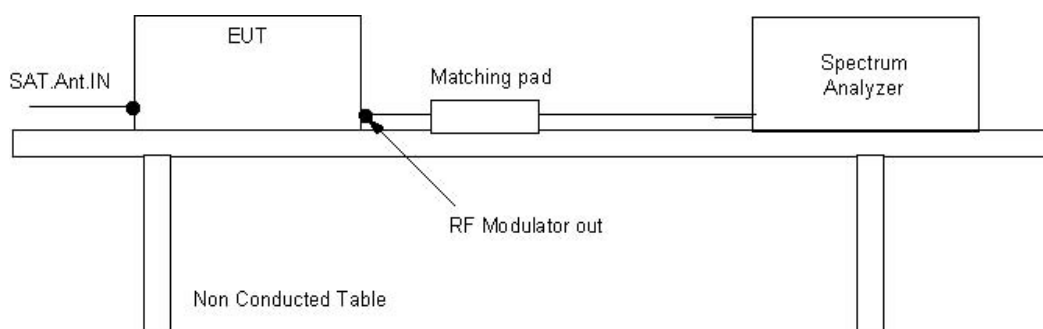 EUT
SAT.Ant.IN
Matching pad
Spectrum
Analyzer
RF Modulator out
Non Conducted Table